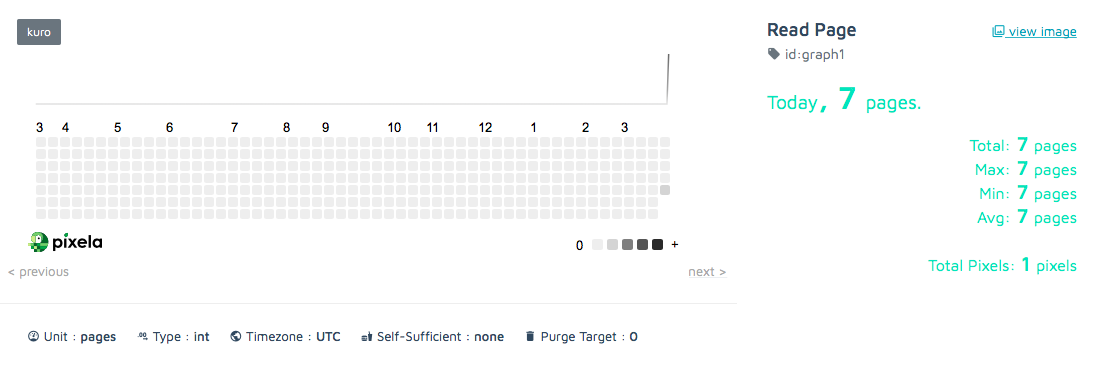 kuro
3 4 5 6 7 8 9 10 11 12 1 2 3
pixela
0 +
< previous next >
Unit : pages .00 Type : int Timezone : UTC Self-Sufficient : none Purge Target : 0
Read Page view image
id:graph1
Today, 7 pages.
Total: 7 pages
Max: 7 pages
Min: 7 pages
Avg: 7 pages
Total Pixels: 1 pixels